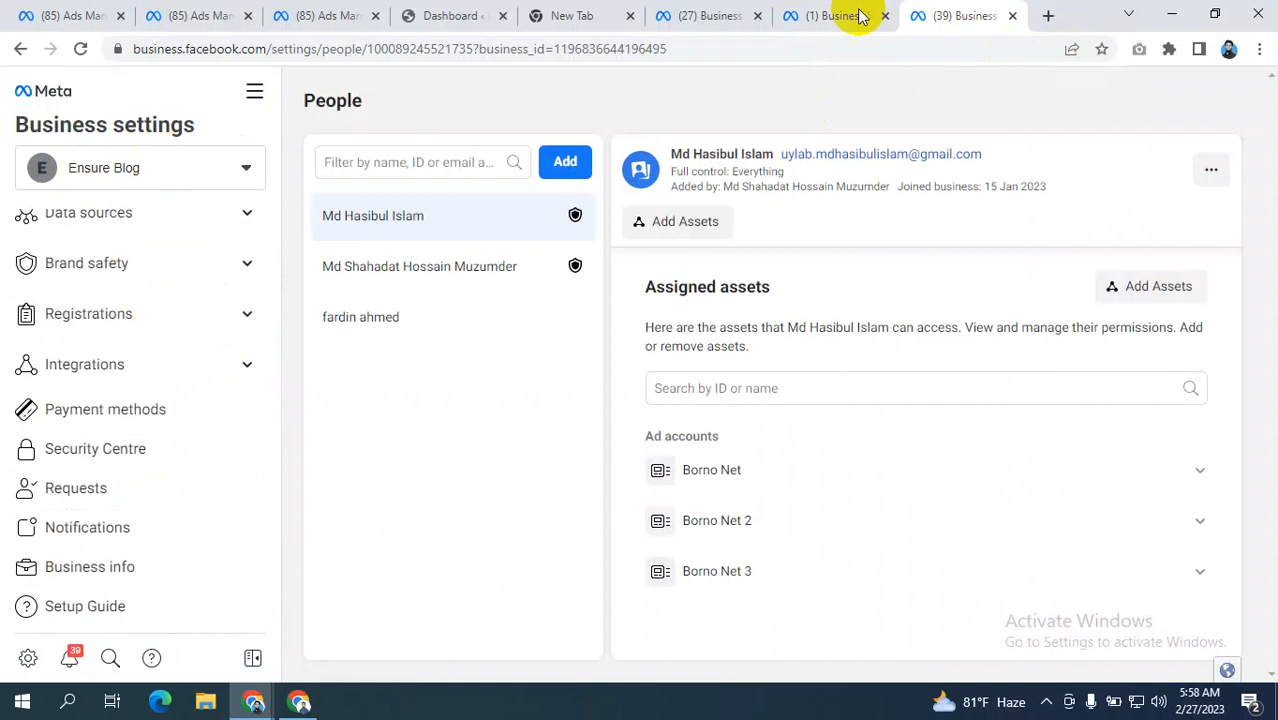 (85) Ads Mar
(85) Ads Mar
(85) Ads Mar
Dashboard ‹
New Tab
(27) Business
(1) Busines
(39) Business
business.facebook.com/settings/people/100089245521735?business_id=1196836644196495
Meta
Business settings
E
Ensure Blog
Data sources
Brand safety
Registrations
Integrations
Payment methods
Security Centre
Requests
Notifications
Business info
Setup Guide
39
People
Filter by name, ID or email a...
Add
Md Hasibul Islam
Md Shahadat Hossain Muzumder
fardin ahmed
Md Hasibul Islam uylab.mdhasibulislam@gmail.com
Full control: Everything
Added by: Md Shahadat Hossain Muzumder Joined business: 15 Jan 2023
Add Assets
Assigned assets
Add Assets
Here are the assets that Md Hasibul Islam can access. View and manage their permissions. Add
or remove assets.
Search by ID or name
Ad accounts
Borno Net
Borno Net 2
Borno Net 3
Activate Windows
Go to Settings to activate Windows.
81°F Haze
5:58 AM
2/27/2023
2